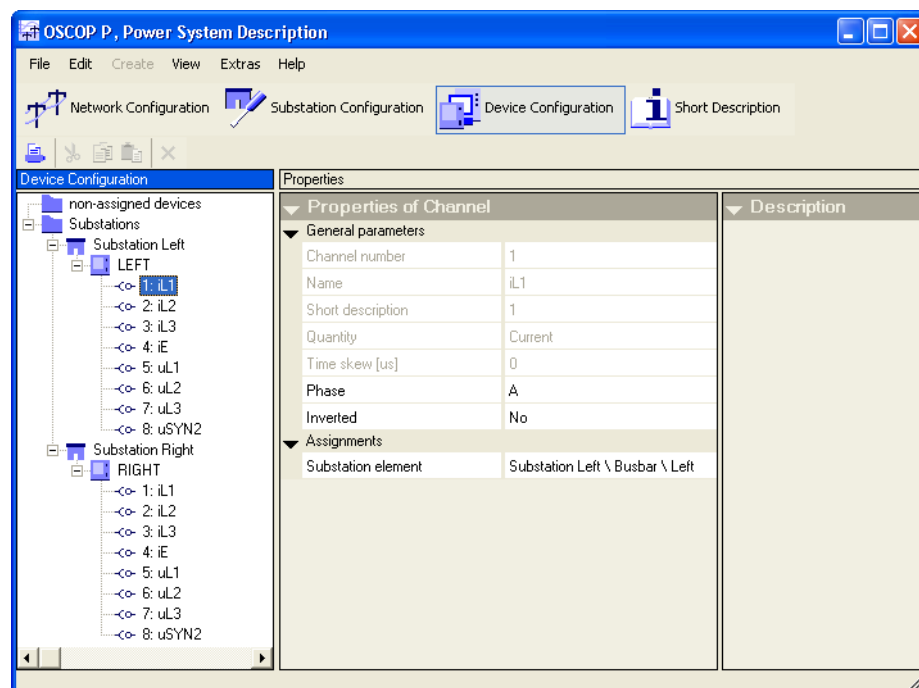 OSCOP P, Power System Description
File Edit Create View Extras Help
Network Configuration Substation Configuration Device Configuration Short Description
Device Configuration
Properties
non-assigned devices
Substations
Substation Left
LEFT
1: iL1
2: iL2
3: iL3
4: iE
5: uL1
6: uL2
7: uL3
8: uSYN2
Substation Right
RIGHT
1: iL1
2: iL2
3: iL3
4: iE
5: uL1
6: uL2
7: uL3
8: uSYN2
Properties of Channel
General parameters
Channel number 1
Name iL1
Short description 1
Quantity Current
Time skew [us] 0
Phase A
Inverted No
Assignments
Substation element Substation Left \ Busbar \ Left
Description